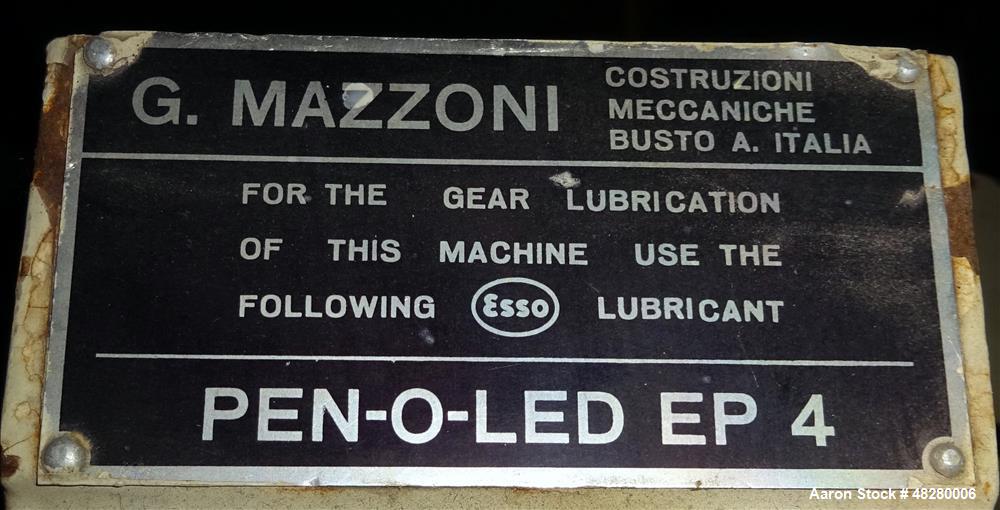 G. MAZZONI
COSTRUZIONI
MECCANICHE
BUSTO A. ITALIA
FOR THE GEAR LUBRICATION
OF THIS MACHINE USE THE
FOLLOWING Esso LUBRICANT
PEN-O-LED EP 4
Aaron Stock # 48280006